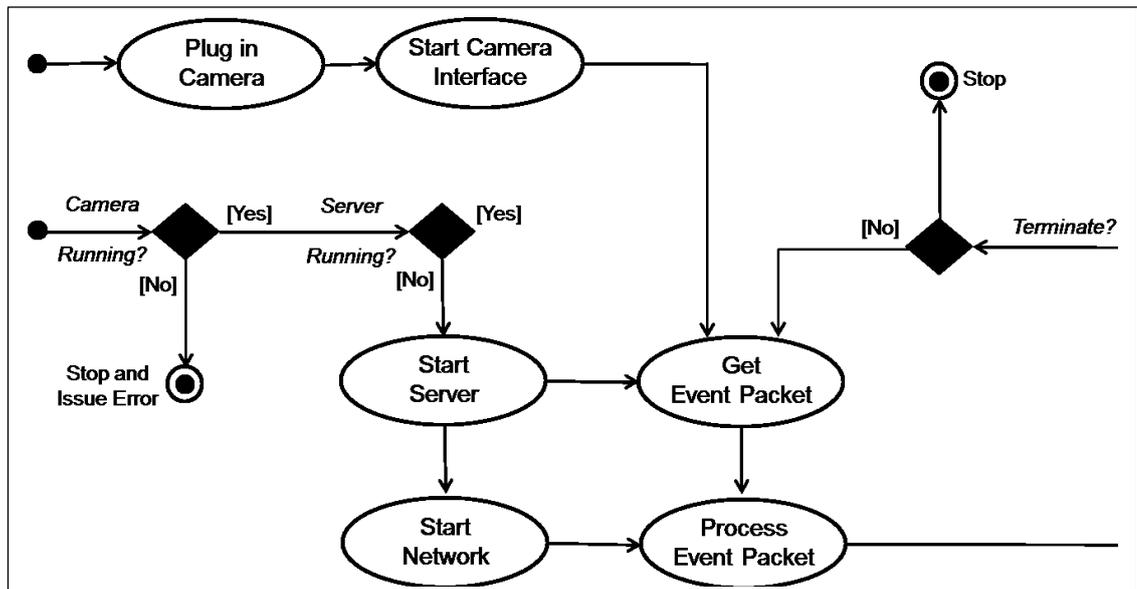 Plug in
Camera
Start Camera
Interface
Stop
Camera
Running?
[Yes]
[No]
Server
Running?
[Yes]
[No]
[No]
Terminate?
Stop and
Issue Error
Start
Server
Get
Event Packet
Start
Network
Process
Event Packet